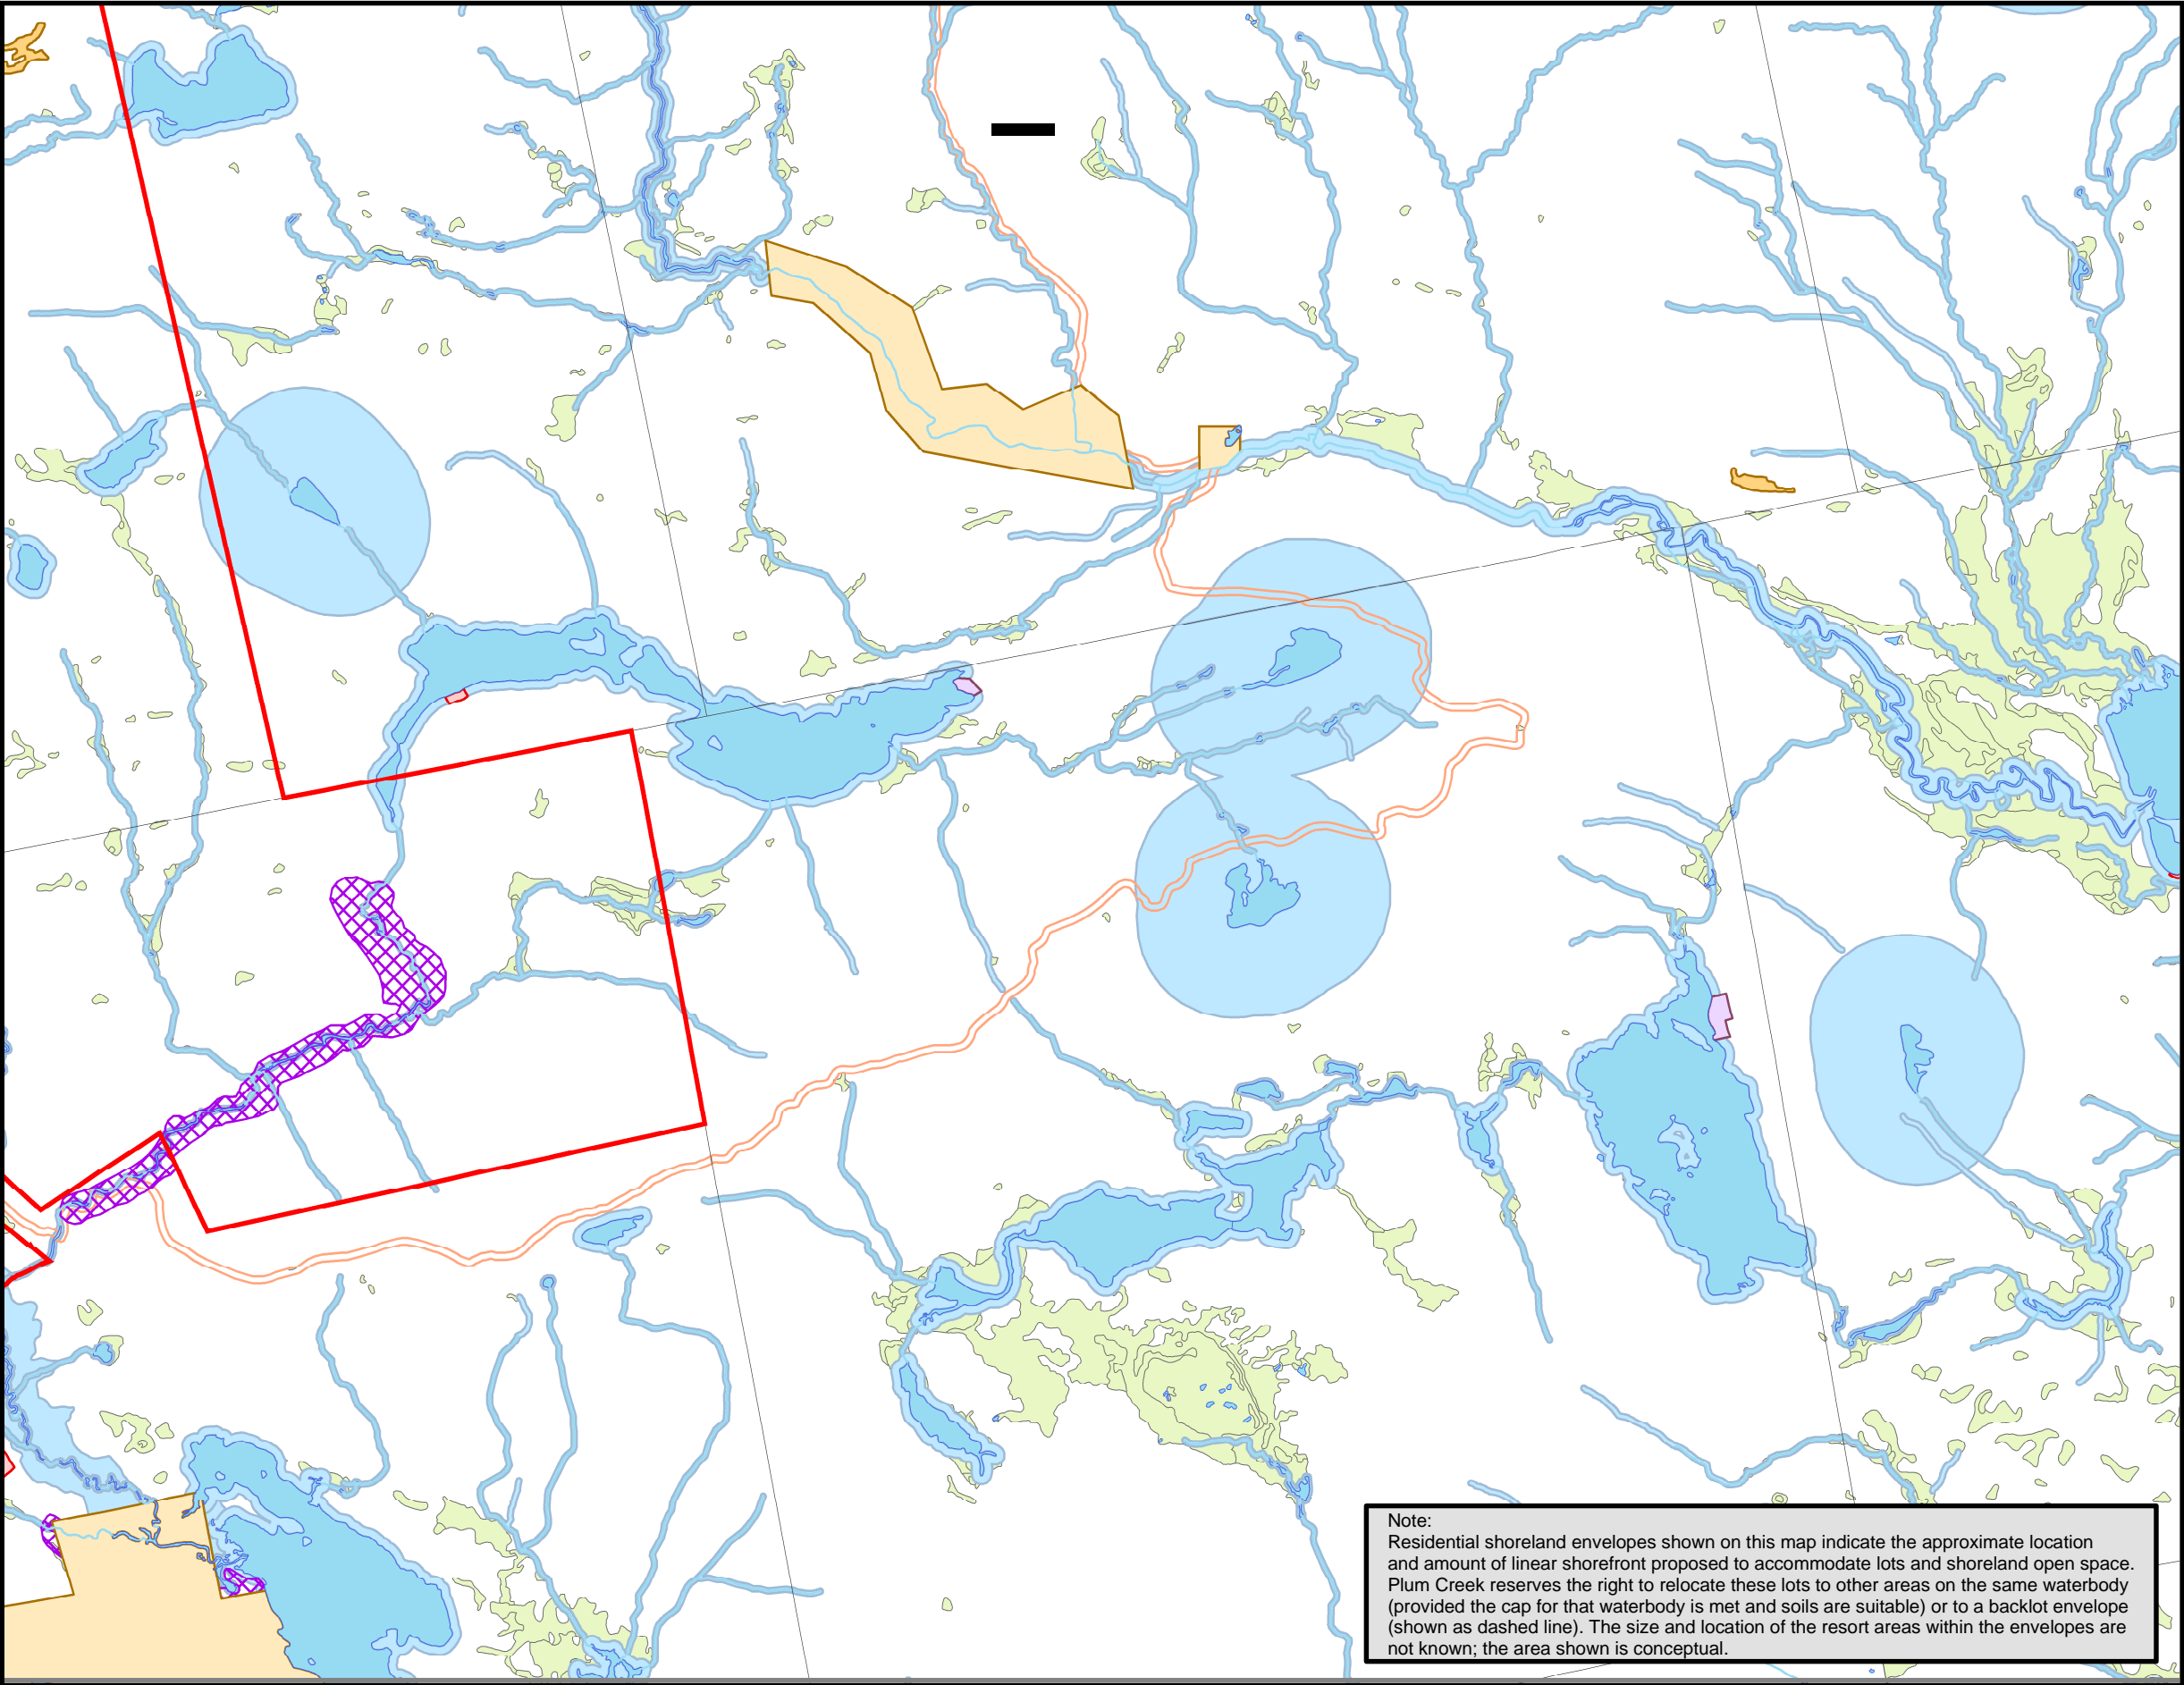 Note:
Residential shoreland envelopes shown on this map indicate the approximate location
and amount of linear shorefront proposed to accommodate lots and shoreland open space.
Plum Creek reserves the right to relocate these lots to other areas on the same waterbody
(provided the cap for that waterbody is met and soils are suitable) or to a backlot envelope
(shown as dashed line). The size and location of the resort areas within the envelopes are
not known; the area shown is conceptual.